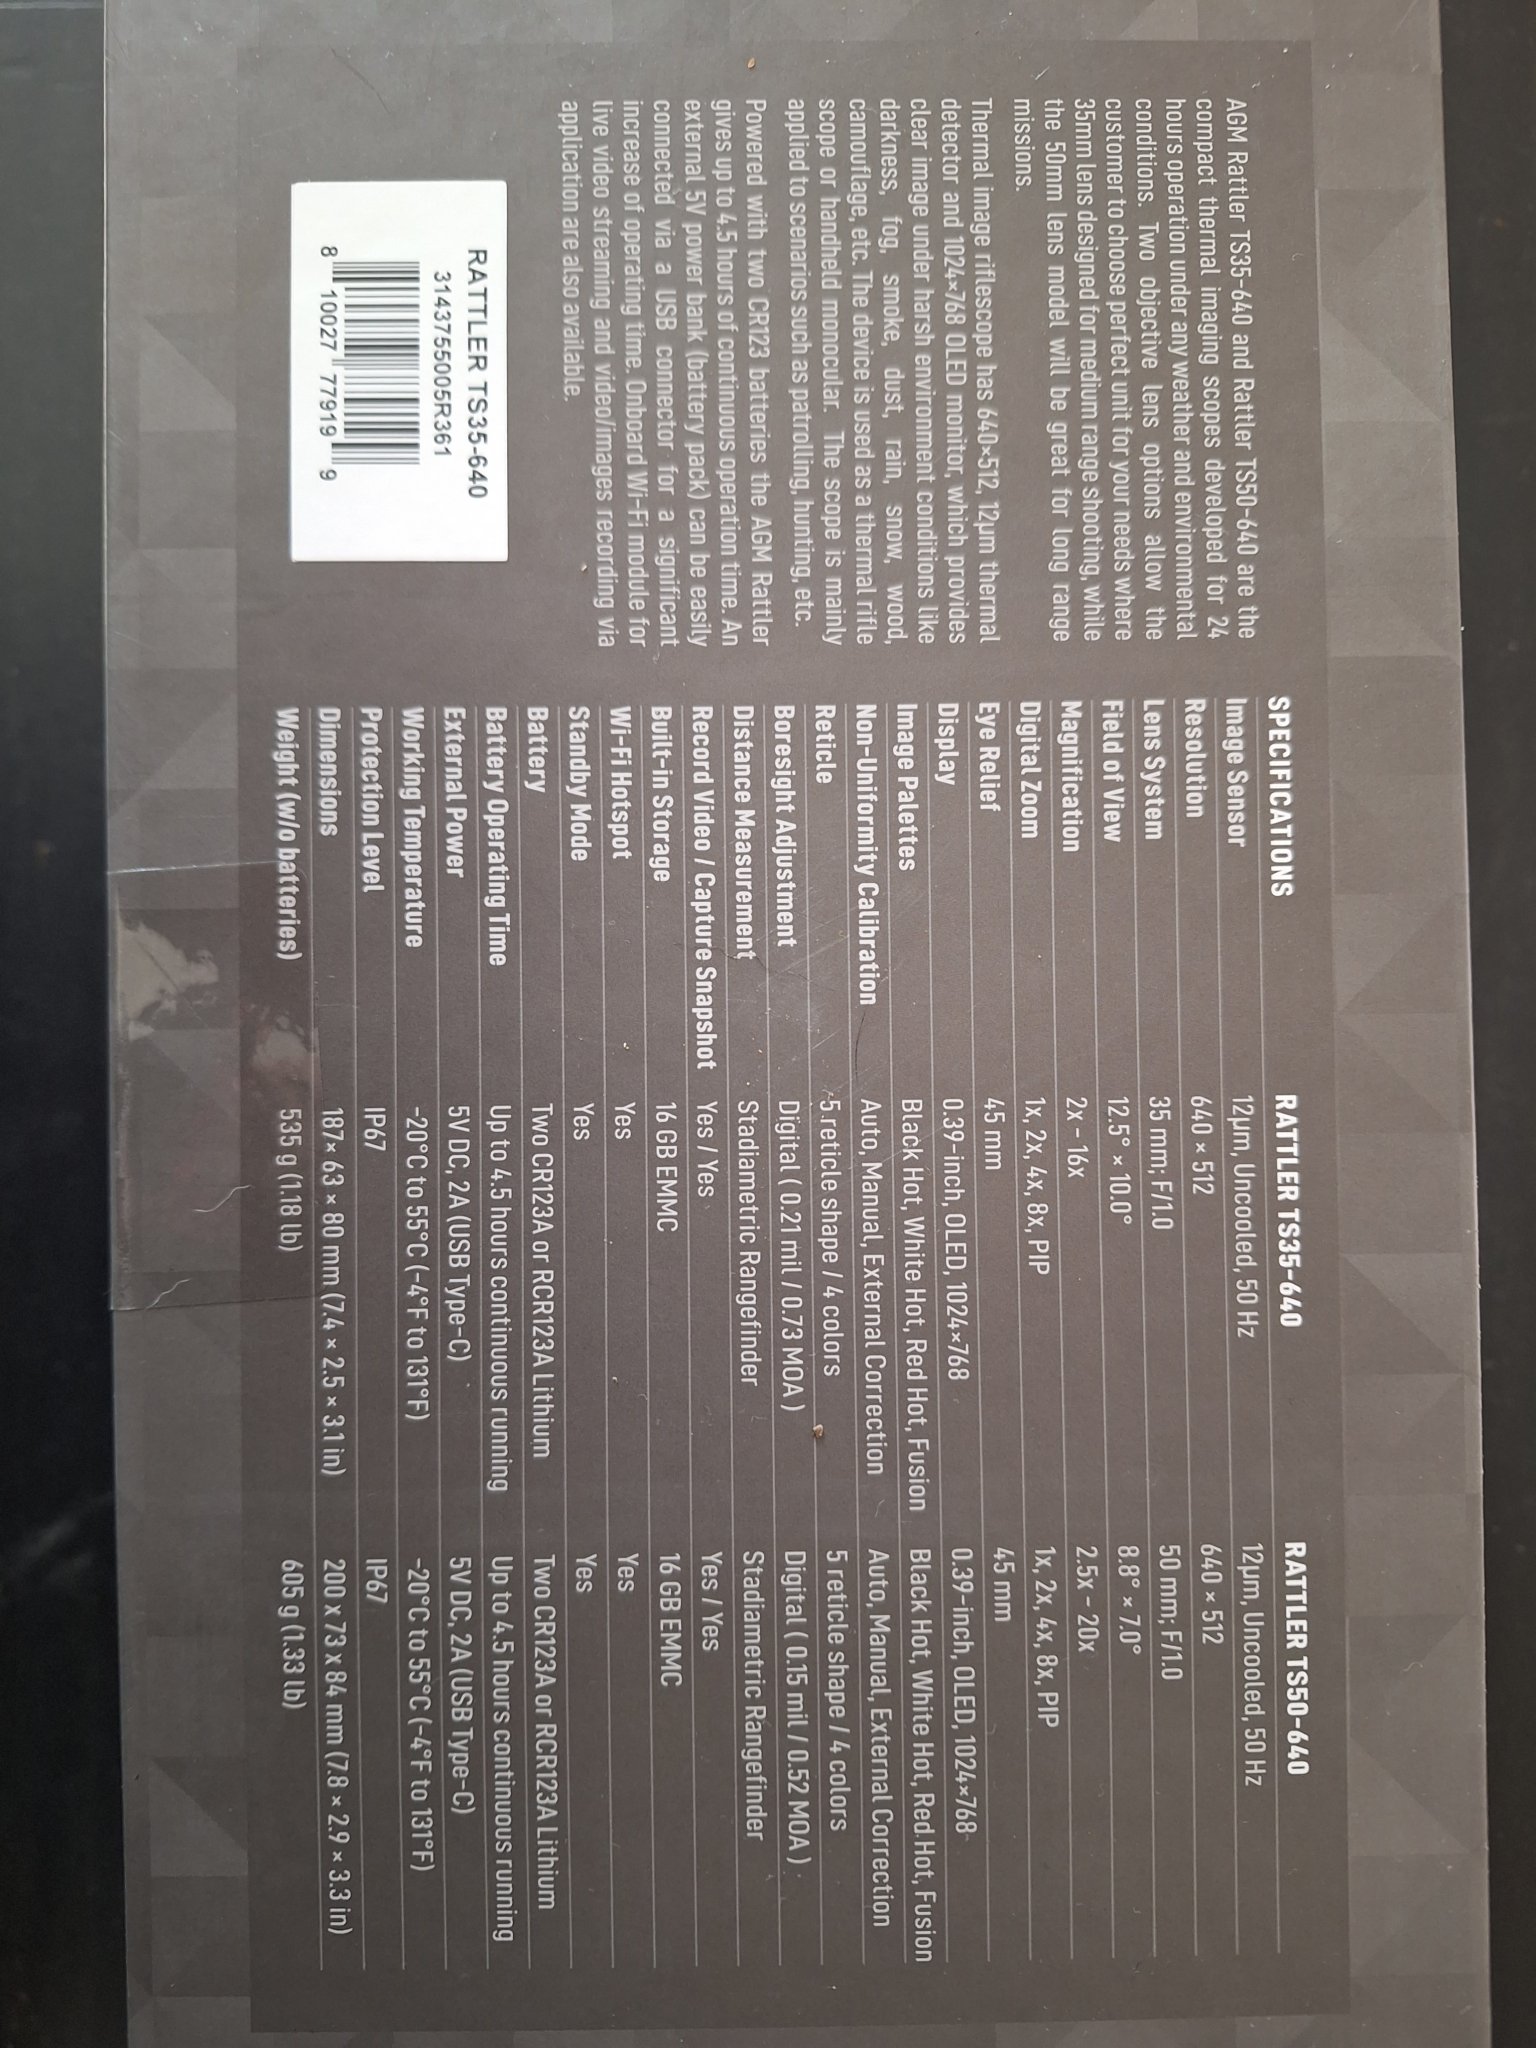 AGM Rattler TS35-640 and Rattler TS50-640 are the
compact thermal imaging scopes developed for 24
hours operation under any weather and environmental
conditions. Two objective lens options allow the
customer to choose perfect unit for your needs where
35mm lens designed for medium range shooting, while
the 50mm lens model will be great for long range
missions.
Thermal image riflescope has 640×512, 12μm thermal
detector and 1024×768 OLED monitor, which provides
clear image under harsh environment conditions like
darkness, fog, smoke, dust, rain, snow, wood,
camouflage, etc. The device is used as a thermal rifle
scope or handheld monocular. The scope is mainly
applied to scenarios such as patrolling, hunting, etc.
Powered with two CR123 batteries the AGM Rattler
gives up to 4.5 hours of continuous operation time. An
external 5V power bank (battery pack) can be easily
connected via a USB connector for a significant
increase of operating time. Onboard Wi-Fi module for
live video streaming and video/images recording via
application are also available.
RATTLER TS35-640
3143755005R361
8 10027 77919 9
SPECIFICATIONS RATTLER TS35-640 RATTLER TS50-640
Image Sensor 12μm, Uncooled, 50 Hz 12μm, Uncooled, 50 Hz
Resolution 640 × 512 640 × 512
Lens System 35 mm; F/1.0 50 mm; F/1.0
Field of View 12.5° × 10.0° 8.8° × 7.0°
Magnification 2x - 16x 2.5x - 20x
Digital Zoom 1x, 2x, 4x, 8x, PIP 1x, 2x, 4x, 8x, PIP
Eye Relief 45 mm 45 mm
Display 0.39-inch, OLED, 1024×768 0.39-inch, OLED, 1024×768
Image Palettes Black Hot, White Hot, Red Hot, Fusion Black Hot, White Hot, Red Hot, Fusion
Non-Uniformity Calibration Auto, Manual, External Correction Auto, Manual, External Correction
Reticle 5 reticle shape / 4 colors 5 reticle shape / 4 colors
Boresight Adjustment Digital ( 0.21 mil / 0.73 MOA ) Digital ( 0.15 mil / 0.52 MOA )
Distance Measurement Stadiametric Rangefinder Stadiametric Rangefinder
Record Video / Capture Snapshot Yes / Yes Yes / Yes
Built-in Storage 16 GB EMMC 16 GB EMMC
Wi-Fi Hotspot Yes Yes
Standby Mode Yes Yes
Battery Two CR123A or RCR123A Lithium Two CR123A or RCR123A Lithium
Battery Operating Time Up to 4.5 hours continuous running Up to 4.5 hours continuous running
External Power 5V DC, 2A (USB Type-C) 5V DC, 2A (USB Type-C)
Working Temperature -20°C to 55°C (-4°F to 131°F) -20°C to 55°C (-4°F to 131°F)
Protection Level IP67 IP67
Dimensions 187× 63 × 80 mm (7.4 × 2.5 × 3.1 in) 200 x 73 x 84 mm (7.8 × 2.9 × 3.3 in)
Weight (w/o batteries) 535 g (1.18 lb) 605 g (1.33 lb)